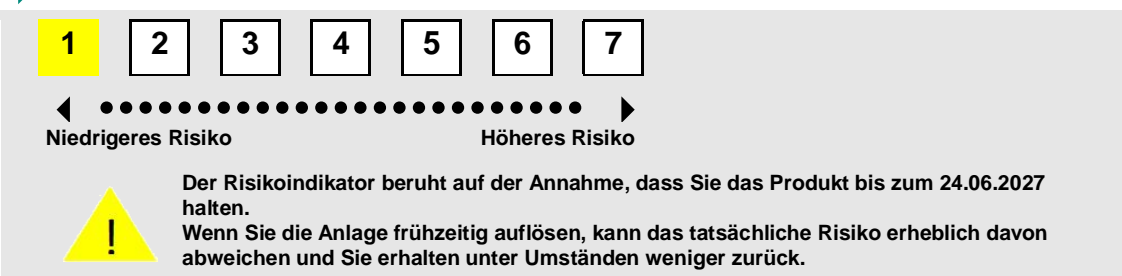 1 2 3 4 5 6 7
Niedrigeres Risiko Höheres Risiko
Der Risikoindikator beruht auf der Annahme, dass Sie das Produkt bis zum 24.06.2027
halten.
Wenn Sie die Anlage frühzeitig auflösen, kann das tatsächliche Risiko erheblich davon
abweichen und Sie erhalten unter Umständen weniger zurück.
!